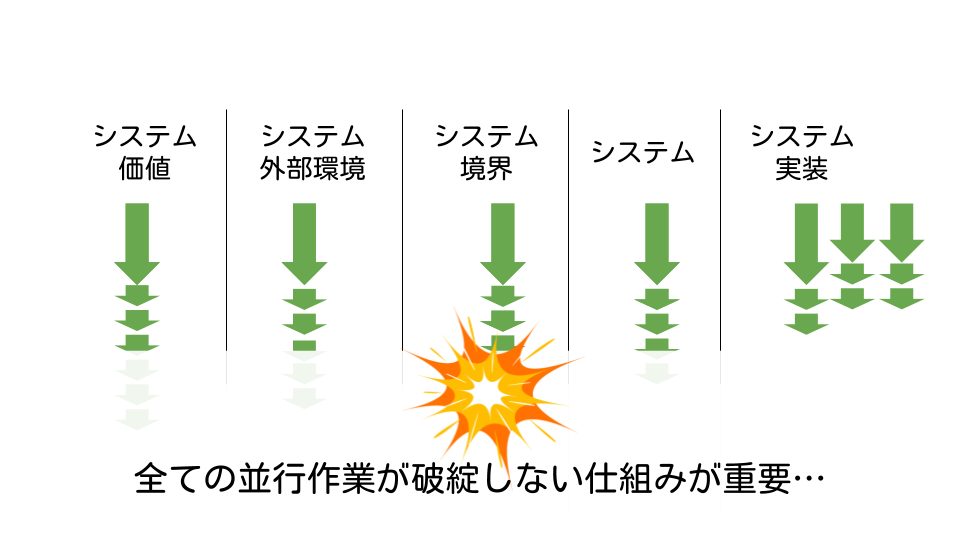 システム
価値
システム
外部環境
システム
境界
システム
システム
実装
全ての並行作業が破綻しない仕組みが重要…